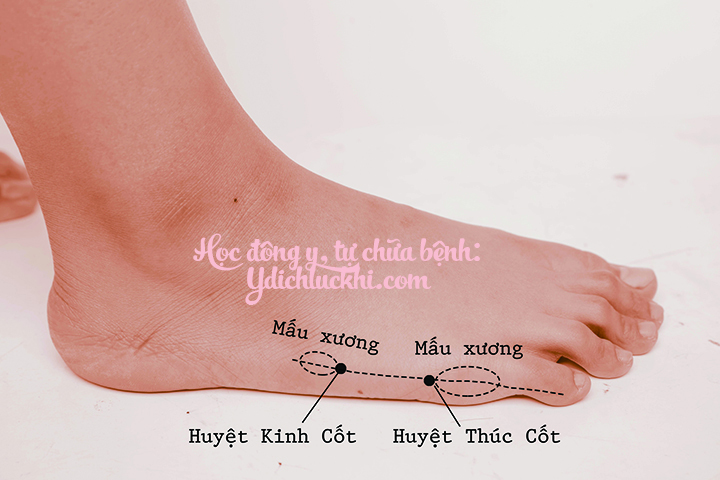 Học đông y, tự chữa bệnh:
Ydichluckhi.com
Mấu xương
Mấu xương
Huyệt Kinh Cốt
Huyệt Thúc Cốt